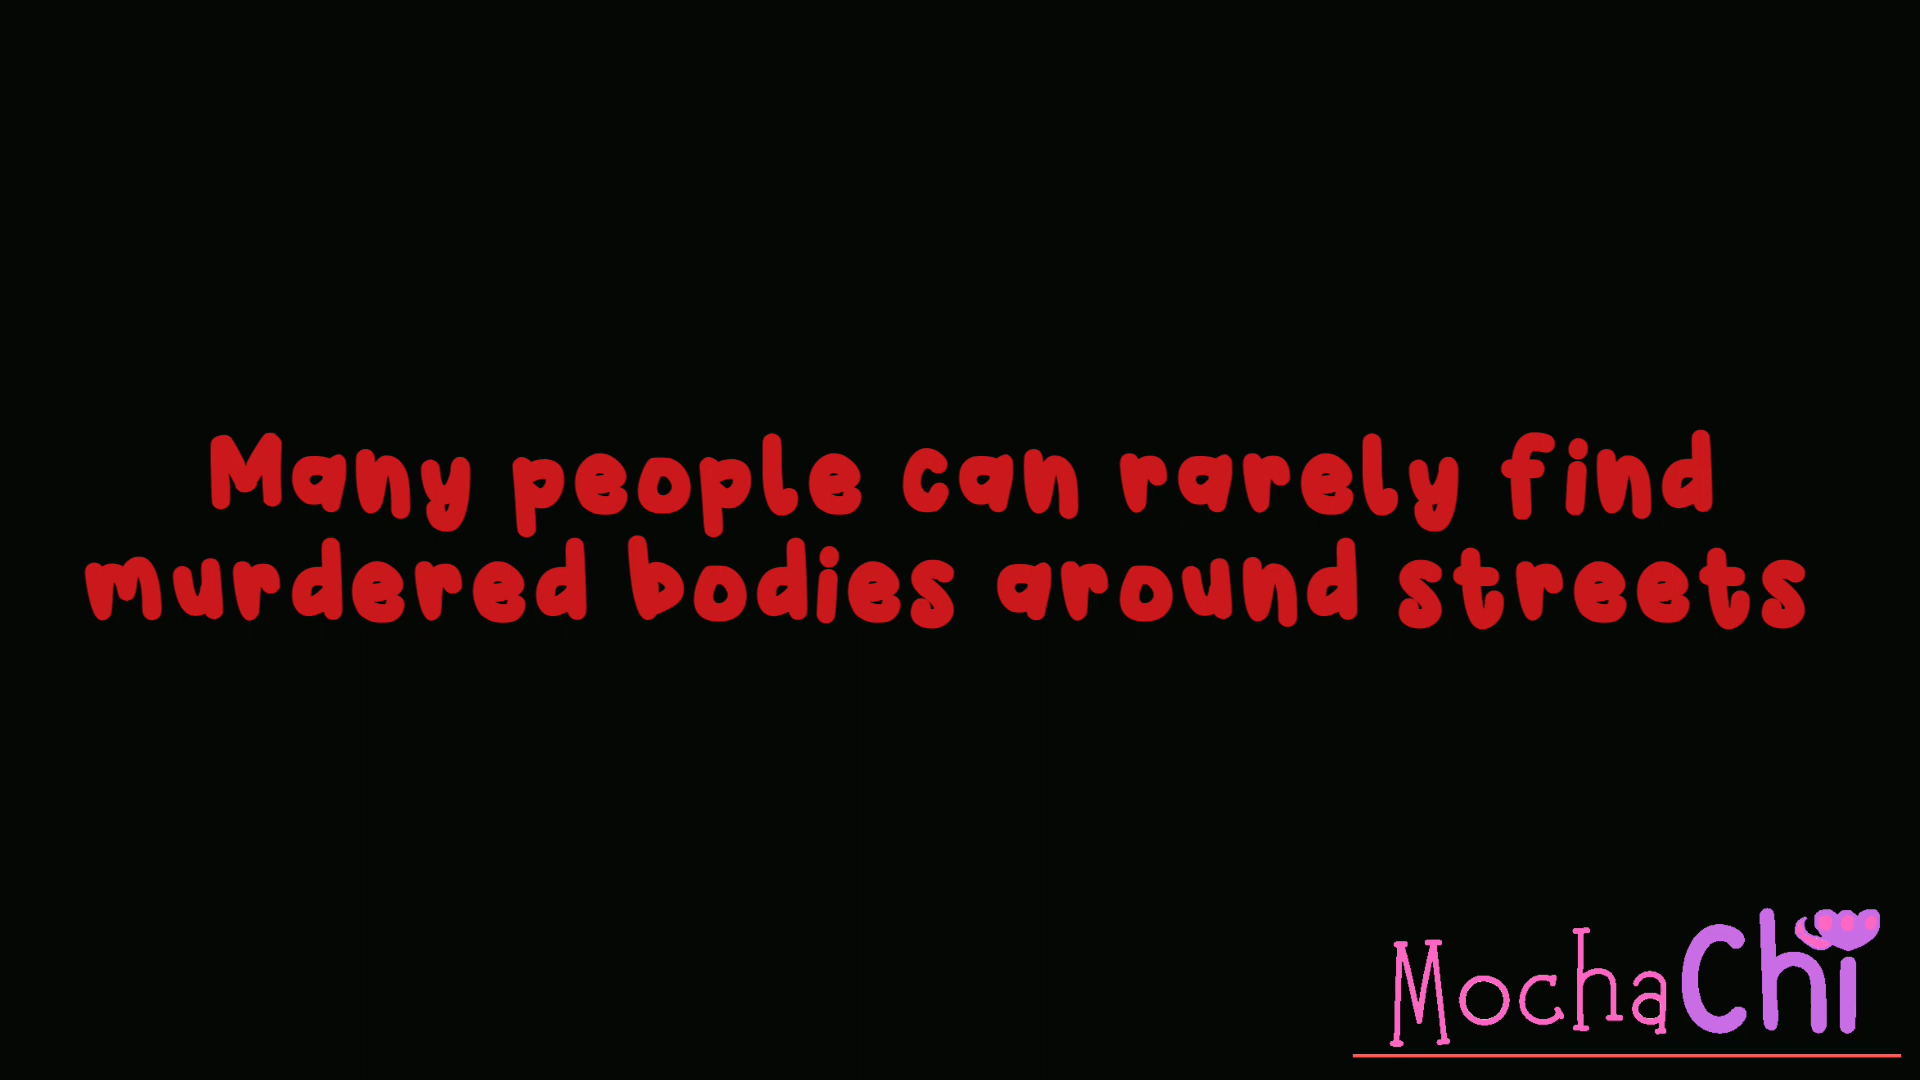 Many people can rarely find
murdered bodies around streets
MochaChi